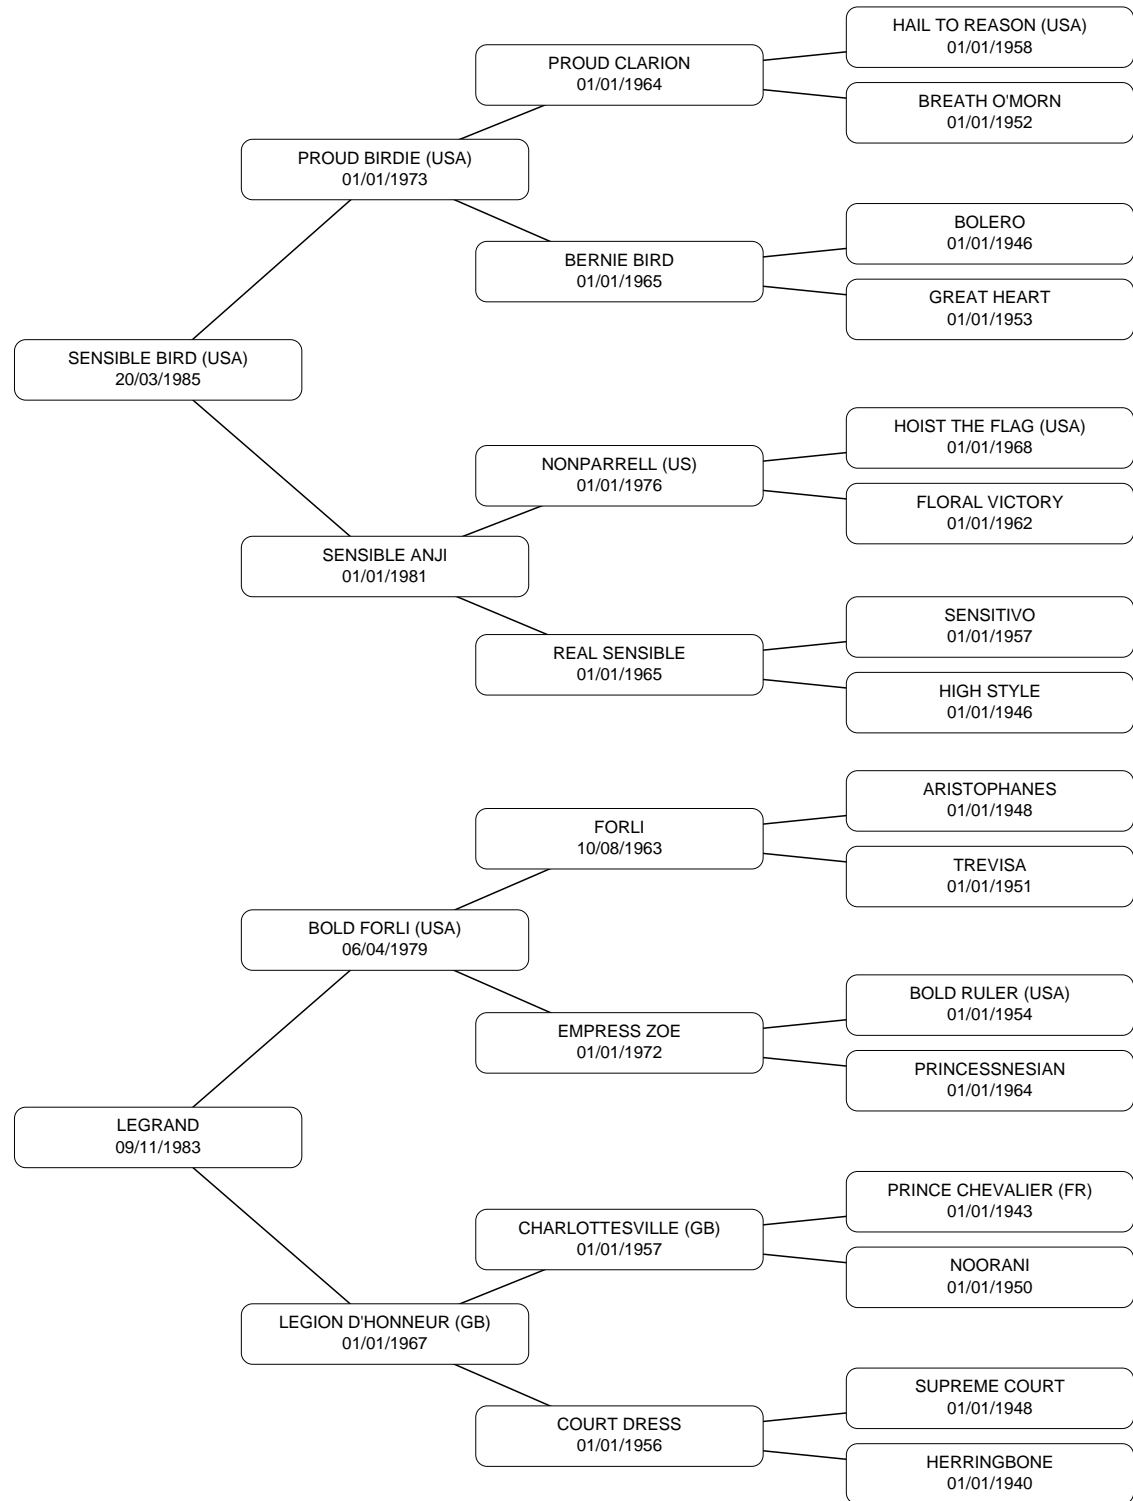 HAIL TO REASON (USA)
01/01/1958
PROUD CLARION
01/01/1964
BREATH O'MORN
01/01/1952
PROUD BIRDIE (USA)
01/01/1973
BOLERO
01/01/1946
BERNIE BIRD
01/01/1965
GREAT HEART
01/01/1953
SENSIBLE BIRD (USA)
20/03/1985
HOIST THE FLAG (USA)
01/01/1968
NONPARRELL (US)
01/01/1976
FLORAL VICTORY
01/01/1962
SENSIBLE ANJI
01/01/1981
SENSITIVO
01/01/1957
REAL SENSIBLE
01/01/1965
HIGH STYLE
01/01/1946
ARISTOPHANES
01/01/1948
FORLI
10/08/1963
TREVISA
01/01/1951
BOLD FORLI (USA)
06/04/1979
BOLD RULER (USA)
01/01/1954
EMPRESS ZOE
01/01/1972
PRINCESSNESIAN
01/01/1964
LEGRAND
09/11/1983
PRINCE CHEVALIER (FR)
01/01/1943
CHARLOTTESVILLE (GB)
01/01/1957
NOORANI
01/01/1950
LEGION D'HONNEUR (GB)
01/01/1967
SUPREME COURT
01/01/1948
COURT DRESS
01/01/1956
HERRINGBONE
01/01/1940